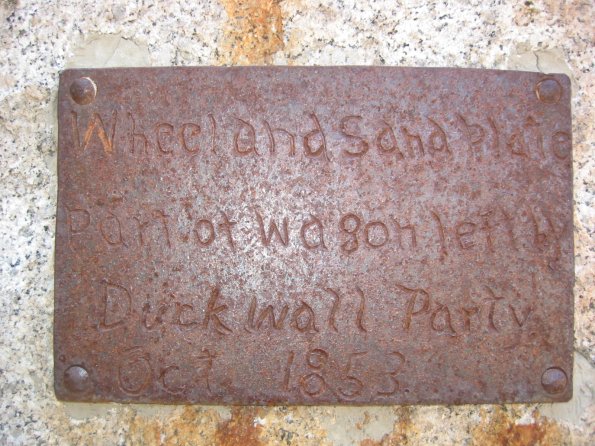 Wheel and Sand plate
Part of Wagon left by
Duckwall Party
Oct. 1853.